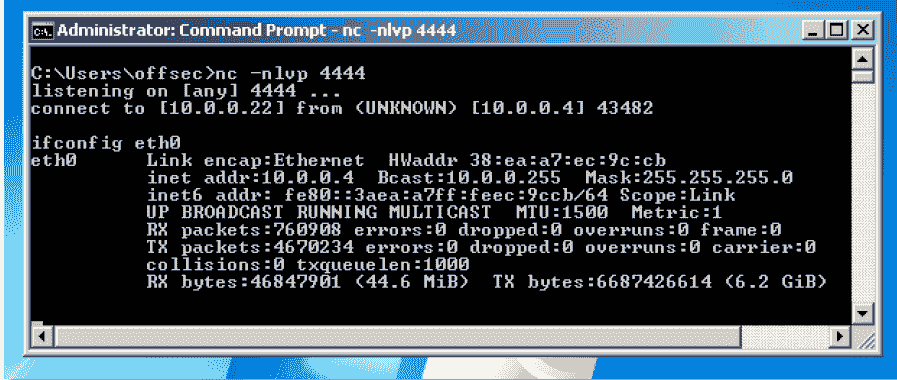 Administrator: Command Prompt - nc -nlvp 4444
C:\Users\offsec>nc -nlvp 4444
listening on [any] 4444 ...
connect to [10.0.0.22] from (UNKNOWN) [10.0.0.4] 43482
ifconfig eth0
eth0 Link encap:Ethernet HWaddr 38:ea:a7:ec:9c:cb
inet addr:10.0.0.4 Bcast:10.0.0.255 Mask:255.255.255.0
inet6 addr: fe80::3aea:a7ff:feec:9ccb/64 Scope:Link
UP BROADCAST RUNNING MULTICAST MTU:1500 Metric:1
RX packets:760908 errors:0 dropped:0 overruns:0 frame:0
TX packets:4670234 errors:0 dropped:0 overruns:0 carrier:0
collisions:0 txqueuelen:1000
RX bytes:46847901 (44.6 MiB) TX bytes:6687426614 (6.2 GiB)